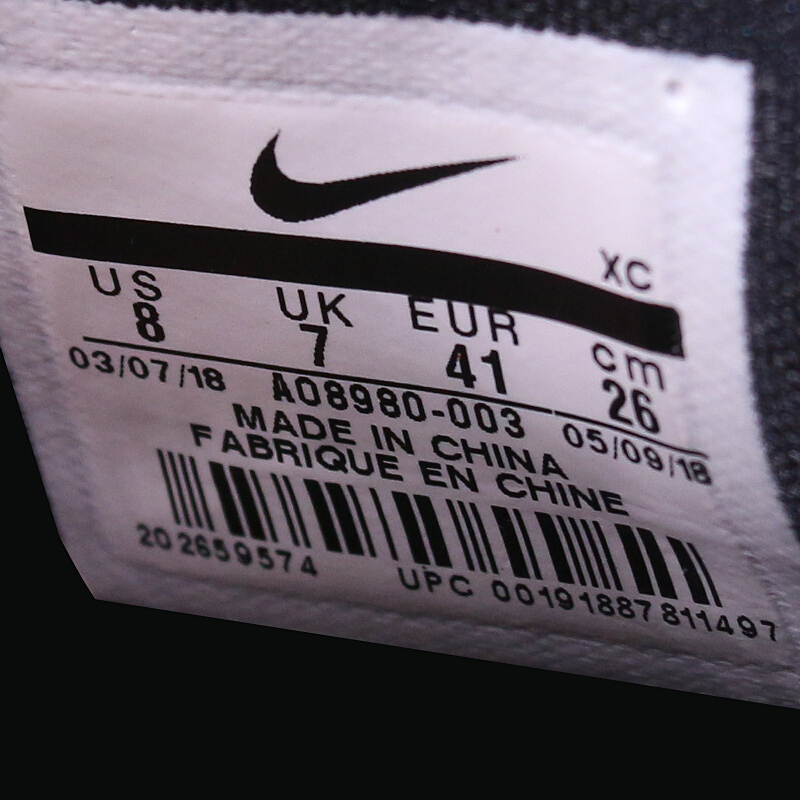 XC
US UK EUR cm
8 7 41 26
03/07/18 AO8980-003 05/09/18
MADE IN CHINA
FABRIQUE EN CHINE
202659574 UPC 00191887811497